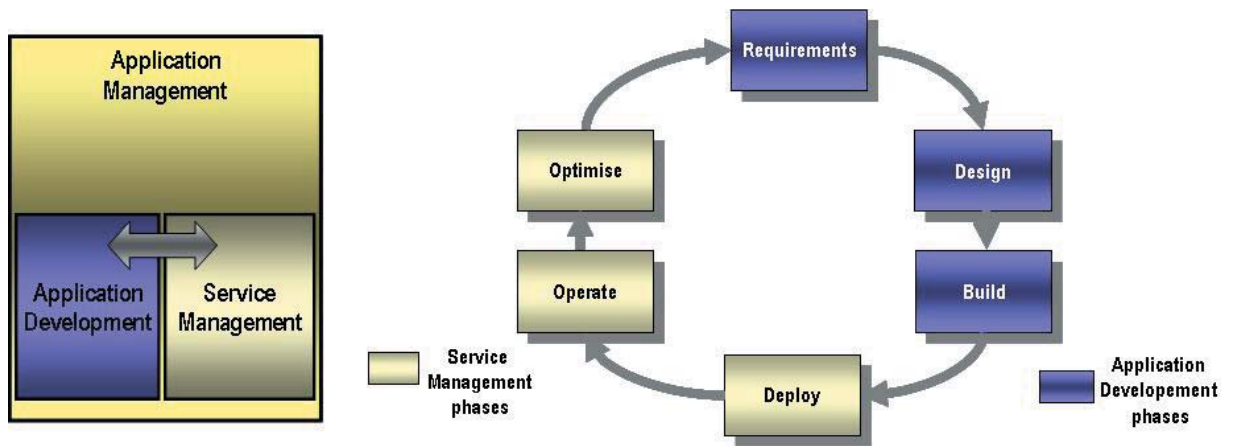 Application
Management
Application
Development
Service
Management
Requirements
Design
Build
Deploy
Operate
Optimise
Service
Management
phases
Application
Developement
phases